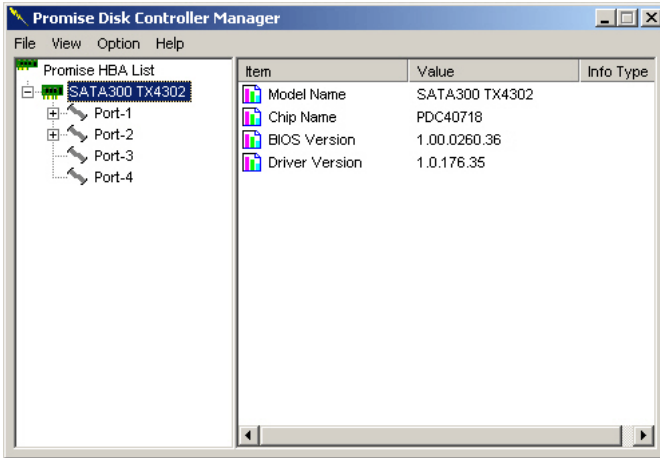 Promise Disk Controller Manager
File View Option Help
Promise HBA List
SATA300 TX4302
Port-1
Port-2
Port-3
Port-4
Item Value Info Type
Model Name SATA300 TX4302
Chip Name PDC40718
BIOS Version 1.00.0260.36
Driver Version 1.0.176.35